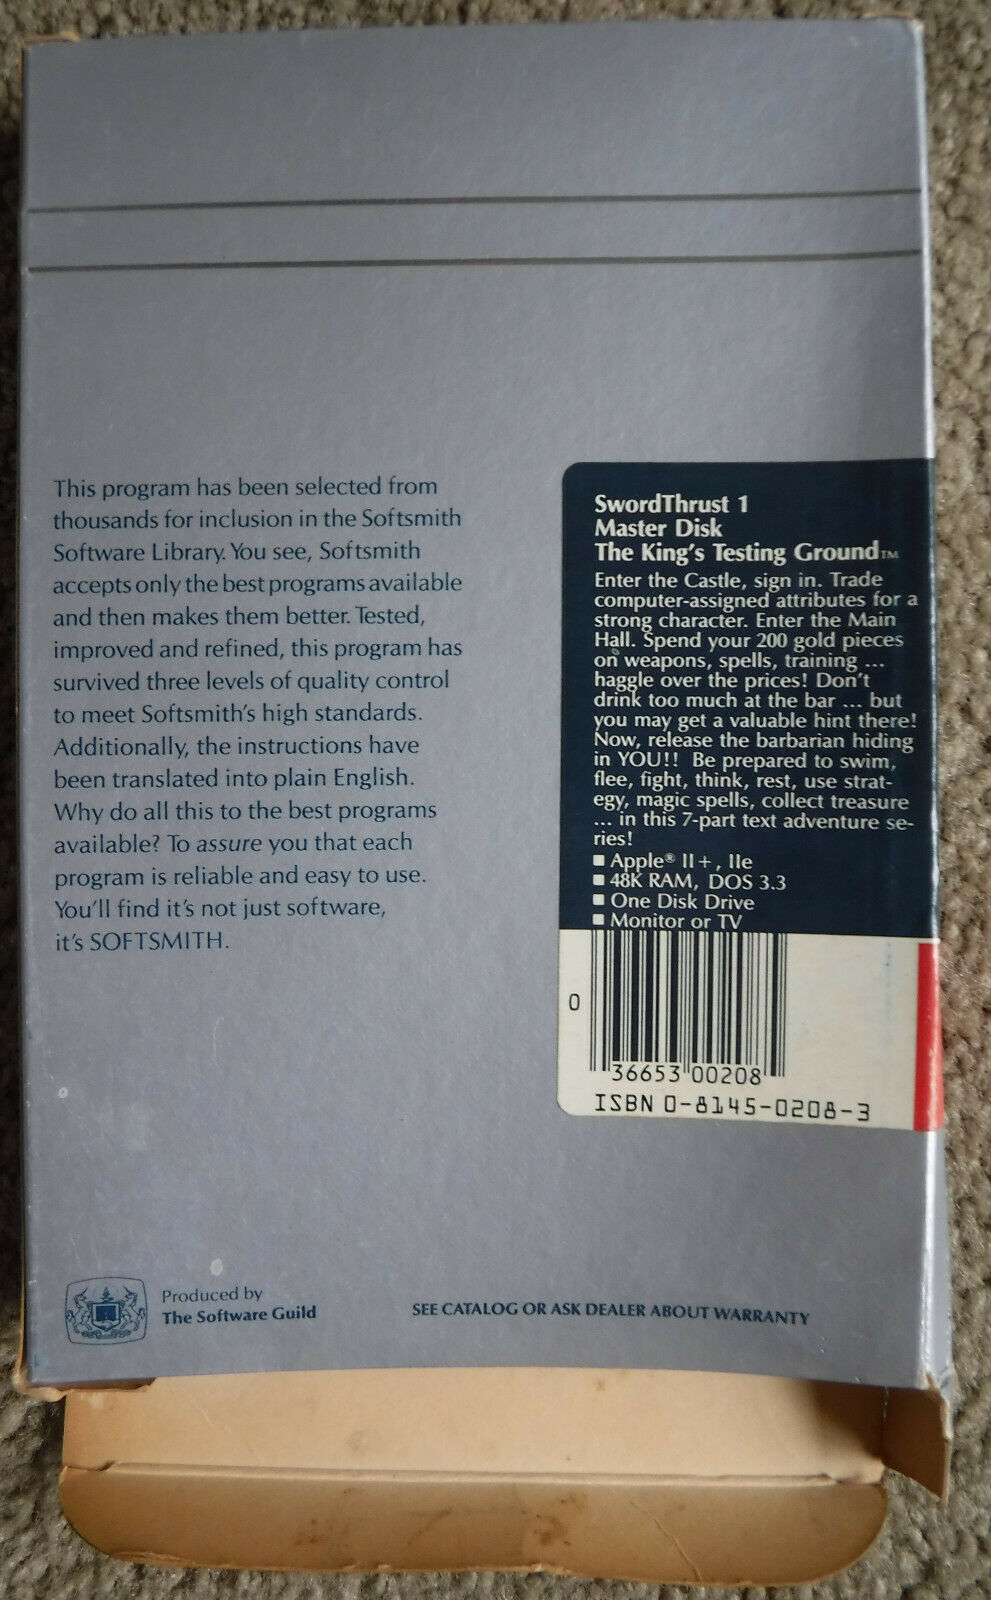 This program has been selected from
thousands for inclusion in the Softsmith
Software Library. You see, Softsmith
accepts only the best programs available
and then makes them better. Tested,
improved and refined, this program has
survived three levels of quality control
to meet Softsmith's high standards.
Additionally, the instructions have
been translated into plain English.
Why do all this to the best programs
available? To assure you that each
program is reliable and easy to use.
You'll find it's not just software,
it's SOFTSMITH.
SwordThrust 1
Master Disk
The King's Testing Ground™
Enter the Castle, sign in. Trade
computer-assigned attributes for a
strong character. Enter the Main
Hall. Spend your 200 gold pieces
on weapons, spells, training ...
haggle over the prices! Don't
drink too much at the bar ... but
you may get a valuable hint there!
Now, release the barbarian hiding
in YOU!! Be prepared to swim,
flee, fight, think, rest, use strat-
egy, magic spells, collect treasure
... in this 7-part text adventure se-
ries!
■ Apple® II+, IIe
■ 48K RAM, DOS 3.3
■ One Disk Drive
■ Monitor or TV
0
36653 00208
ISBN 0-8145-0208-3
Produced by
The Software Guild
SEE CATALOG OR ASK DEALER ABOUT WARRANTY